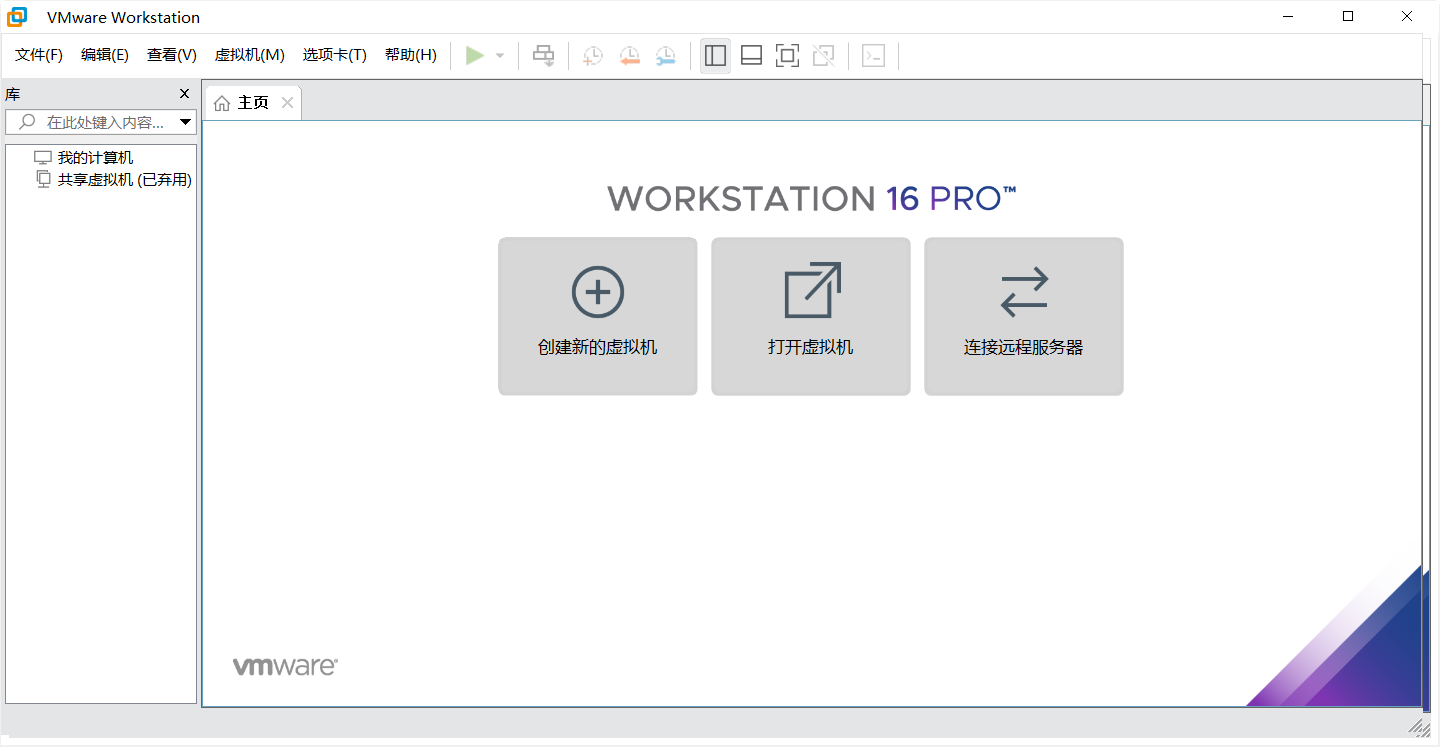 VMware Workstation
文件(F) 编辑(E) 查看(V) 虚拟机(M) 选项卡(T) 帮助(H)
库
在此处键入内容...
我的计算机
共享虚拟机 (已弃用)
主页
WORKSTATION 16 PRO™
创建新的虚拟机 打开虚拟机 连接远程服务器
vmware®